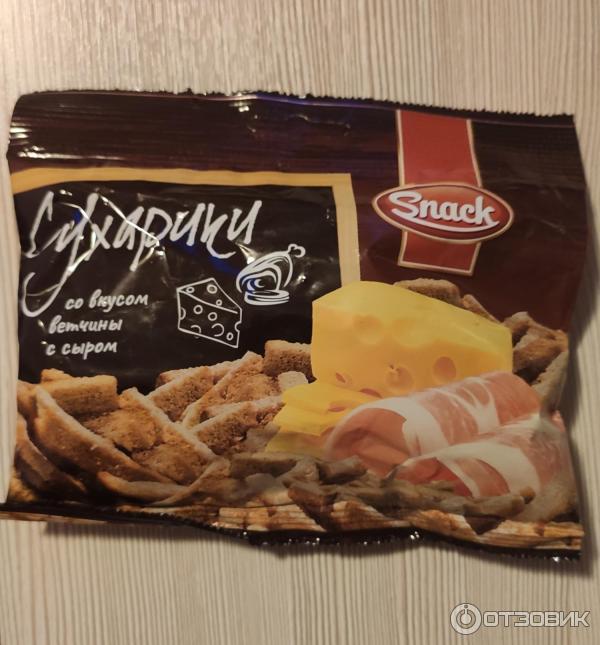 Snack
Сухарики
со вкусом
ветчины
с сыром
ОТЗОВИК